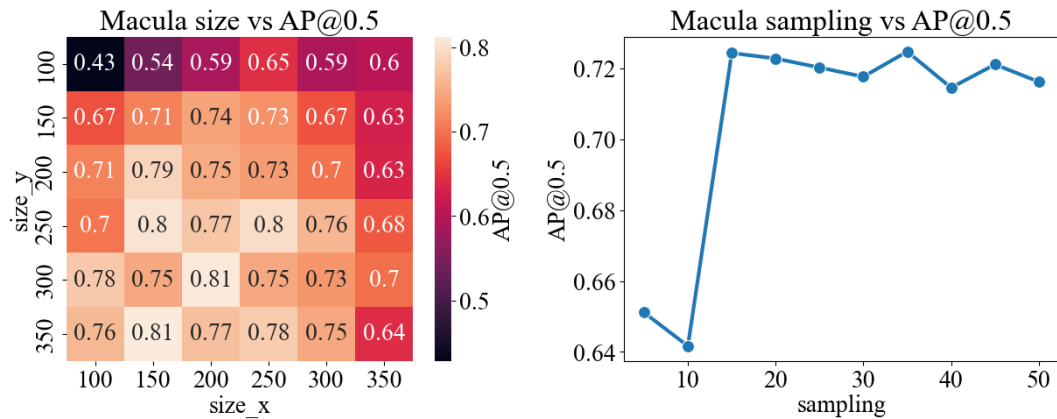 Macula size vs AP@0.5
100 0.43 0.54 0.59 0.65 0.59 0.6
150 0.67 0.71 0.74 0.73 0.67 0.63
200 0.71 0.79 0.75 0.73 0.7 0.63
250 0.7 0.8 0.77 0.8 0.76 0.68
300 0.78 0.75 0.81 0.75 0.73 0.7
350 0.76 0.81 0.77 0.78 0.75 0.64
100 150 200 250 300 350
size_x
size_y
0.8
0.7
0.6
0.5
AP@0.5
Macula sampling vs AP@0.5
0.72
0.70
0.68
0.66
0.64
AP@0.5
10 20 30 40 50
sampling